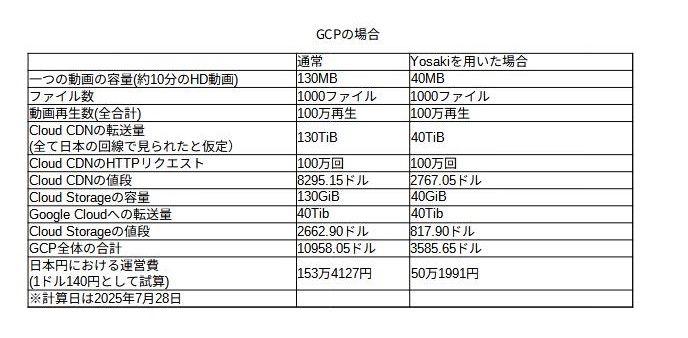 GCPの場合
通常 Yosakiを用いた場合
一つの動画の容量(約10分のHD動画) 130MB 40MB
ファイル数 1000ファイル 1000ファイル
動画再生数(全合計) 100万再生 100万再生
Cloud CDNの転送量
(全て日本の回線で見られたと仮定） 130TiB 40TiB
Cloud CDNのHTTPリクエスト 100万回 100万回
Cloud CDNの値段 8295.15ドル 2767.05ドル
Cloud Storageの容量 130GiB 40GiB
Google Cloudへの転送量 40Tib 40Tib
Cloud Storageの値段 2662.90ドル 817.90ドル
GCP全体の合計 10958.05ドル 3585.65ドル
日本円における運営費
(1ドル140円として試算) 153万4127円 50万1991円
※計算日は2025年7月28日